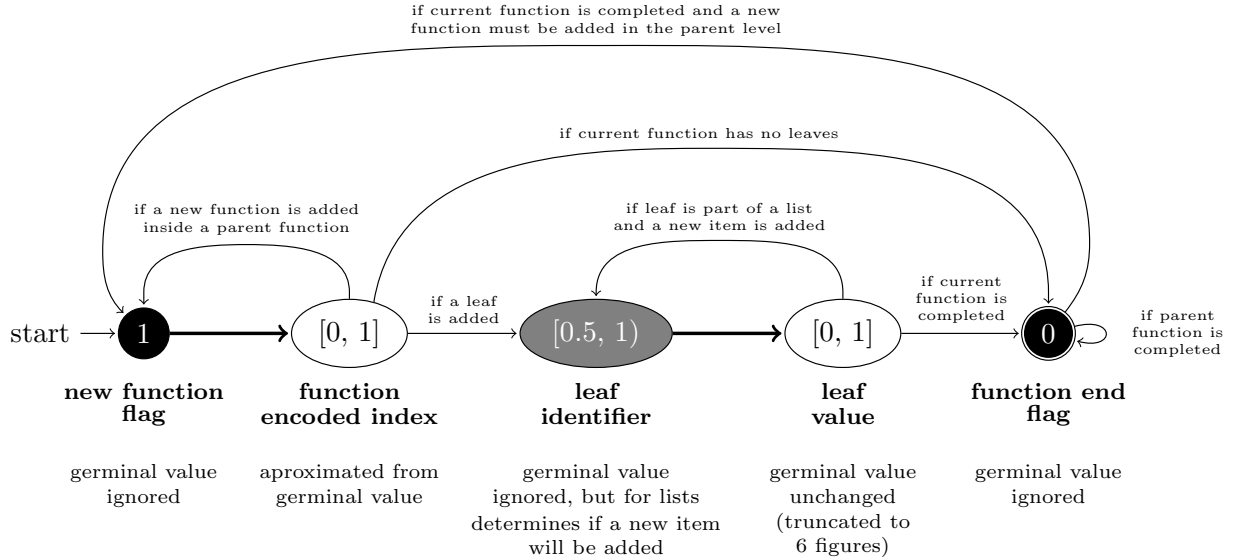 if current function is completed and a new
function must be added in the parent level
if current function has no leaves
if a new function is added
inside a parent function
if leaf is part of a list
and a new item is added
if a leaf
is added
if current
function is
completed
if parent
function is
completed
start
1
[0, 1]
[0.5, 1)
[0, 1]
0
new function
flag
function
encoded index
leaf
identifier
leaf
value
function end
flag
germinal value
ignored
aproximated from
germinal value
germinal value
ignored, but for lists
determines if a new item
will be added
germinal value
unchanged
(truncated to
6 figures)
germinal value
ignored